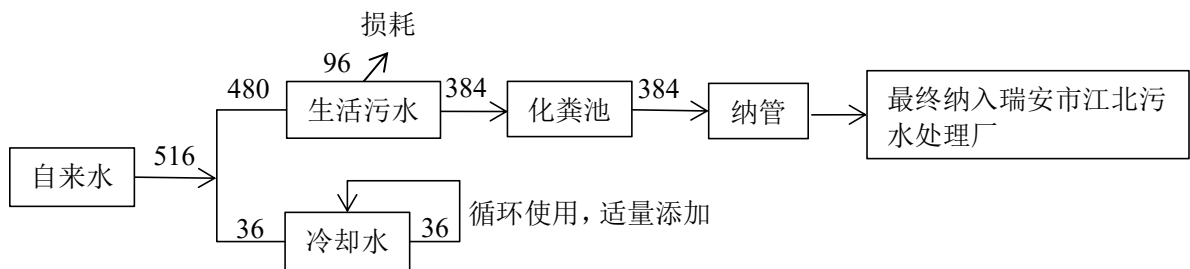 损耗
96
480
生活污水
384
化粪池
384
纳管
最终纳入瑞安市江北污
水处理厂
自来水
516
36
冷却水
36
循环使用，适量添加